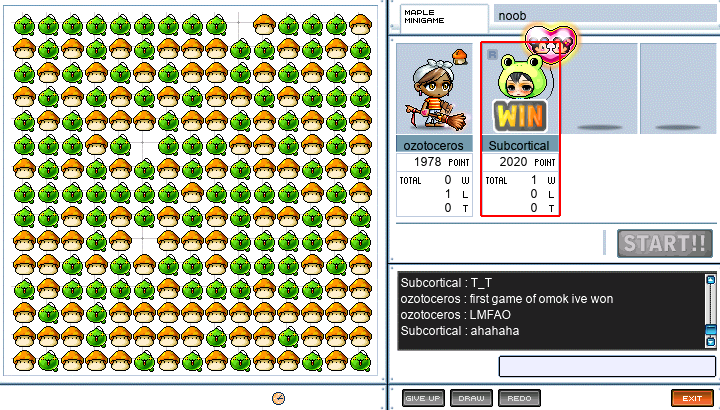 MAPLE
MINIGAME
noob
WIN
ozotoceros
Subcortical
1978 POINT
2020 POINT
TOTAL 0 W
1 L
0 T
TOTAL 1 W
0 L
0 T
START!!
Subcortical : T_T
ozotoceros : first game of omok ive won
ozotoceros : LMFAO
Subcortical : ahahaha
GIVE UP
DRAW
REDO
EXIT